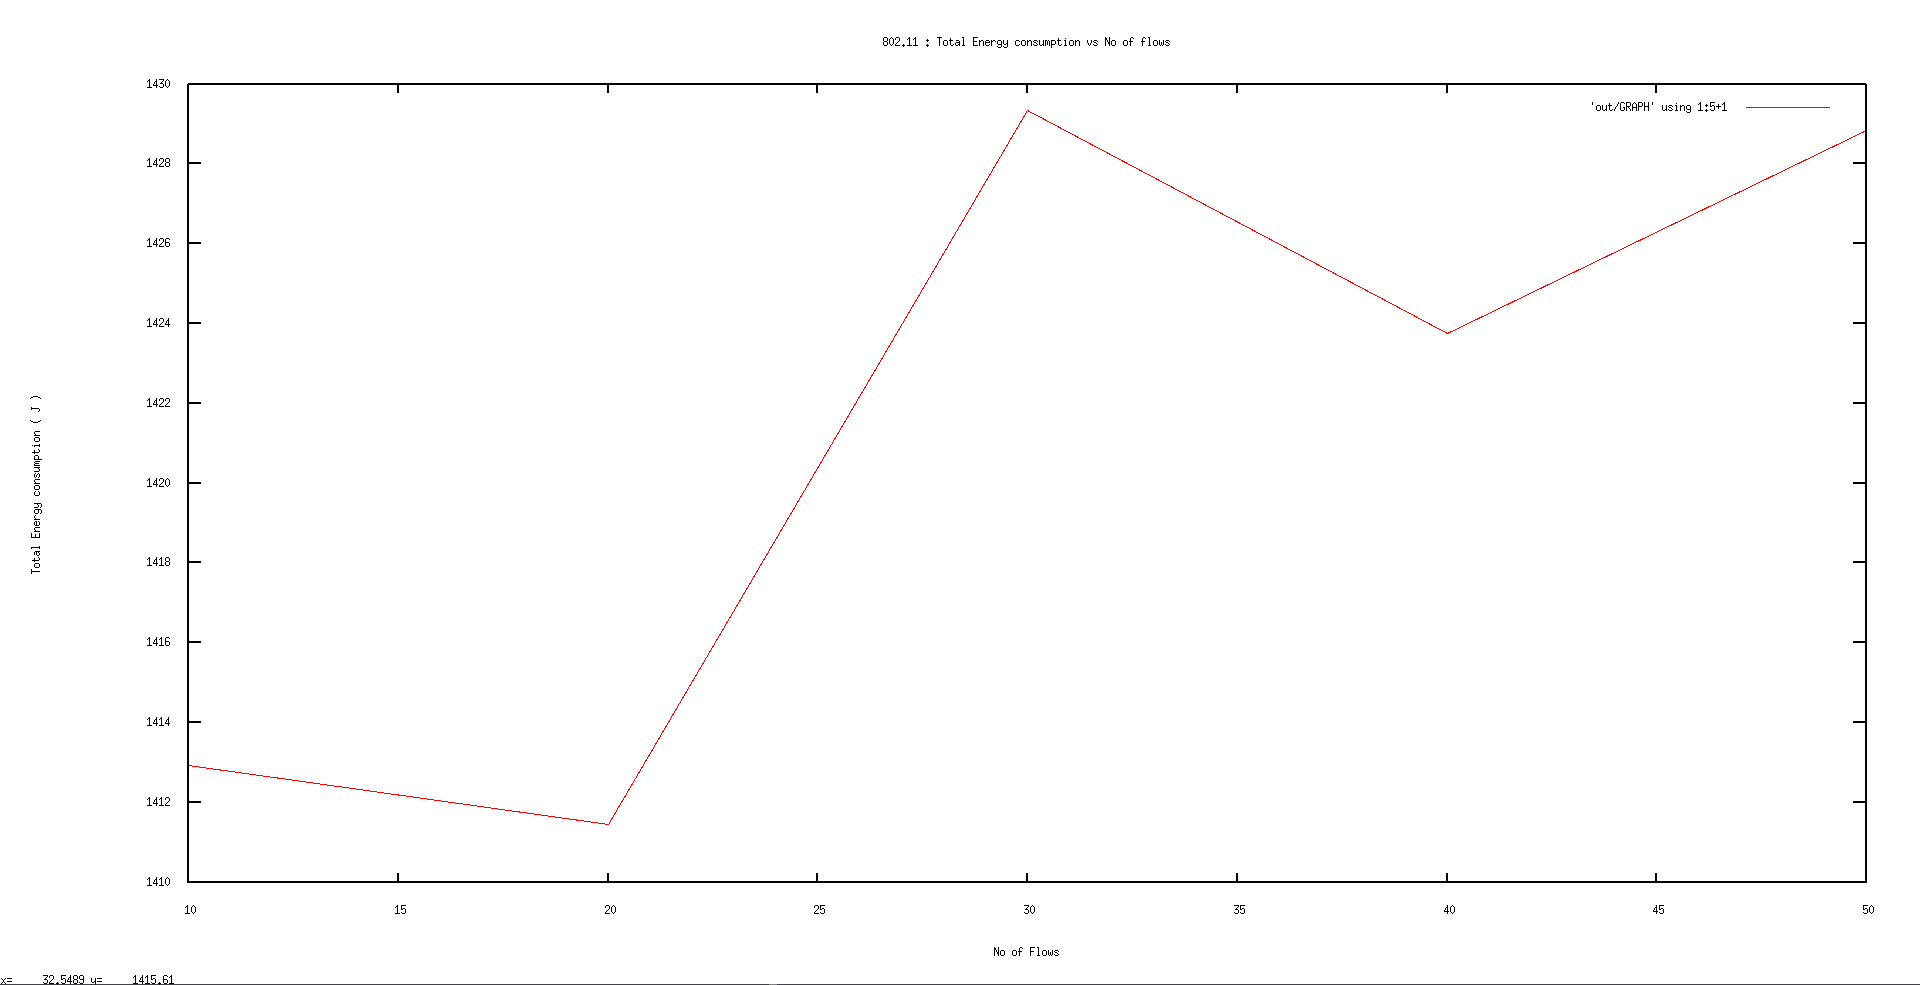 802.11 : Total Energy consumption vs No of flows
'out/GRAPH' using 1:5+1
1430
1428
1426
1424
1422
1420
1418
1416
1414
1412
1410
Total Energy consumption ( J )
10 15 20 25 30 35 40 45 50
No of Flows
x= 32.5489 y= 1415.61